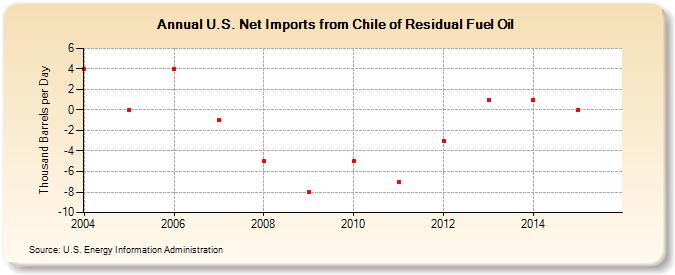 Annual U.S. Net Imports from Chile of Residual Fuel Oil
Thousand Barrels per Day
6
4
2
0
-2
-4
-6
-8
-10
2004 2006 2008 2010 2012 2014
Source: U.S. Energy Information Administration